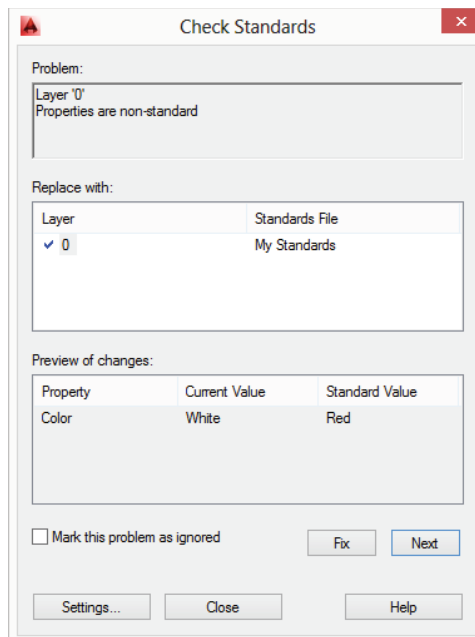 Check Standards
Problem:
Layer '0'
Properties are non-standard
Replace with:
Layer Standards File
0 My Standards
Preview of changes:
Property Current Value Standard Value
Color White Red
Mark this problem as ignored Fix Next
Settings... Close Help